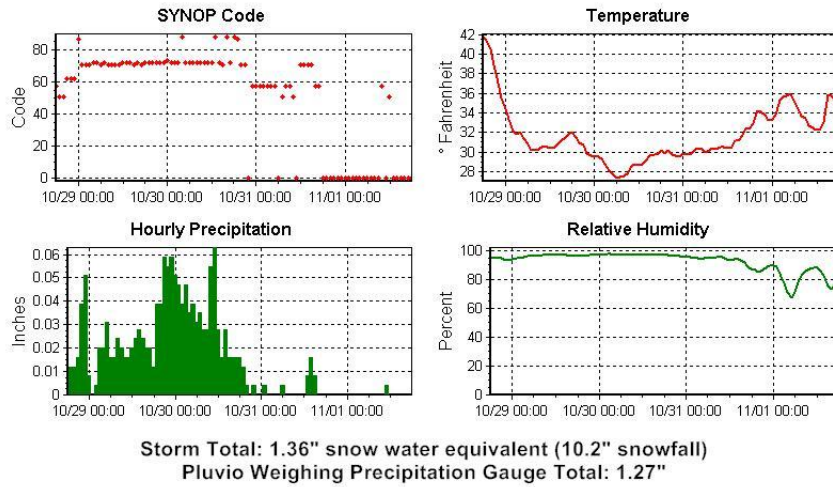 SYNOP Code
Temperature
80
60
40
20
0
Code
10/29 00:00 10/30 00:00 10/31 00:00 11/01 00:00
42
40
38
36
34
32
30
28
° Fahrenheit
10/29 00:00 10/30 00:00 10/31 00:00 11/01 00:00
Hourly Precipitation
Relative Humidity
0.06
0.05
0.04
0.03
0.02
0.01
0
Inches
10/29 00:00 10/30 00:00 10/31 00:00 11/01 00:00
100
80
60
40
20
0
Percent
10/29 00:00 10/30 00:00 10/31 00:00 11/01 00:00
Storm Total: 1.36" snow water equivalent (10.2" snowfall)
Pluvio Weighing Precipitation Gauge Total: 1.27"